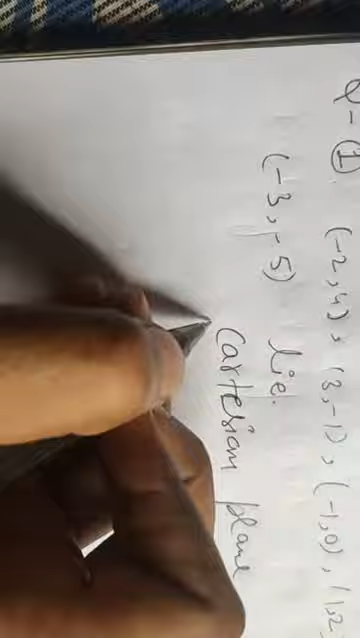 Q-① (-2,4), (3,-1), (-1,0), (1,2
(-3,-5) lie.
Cartesian plane